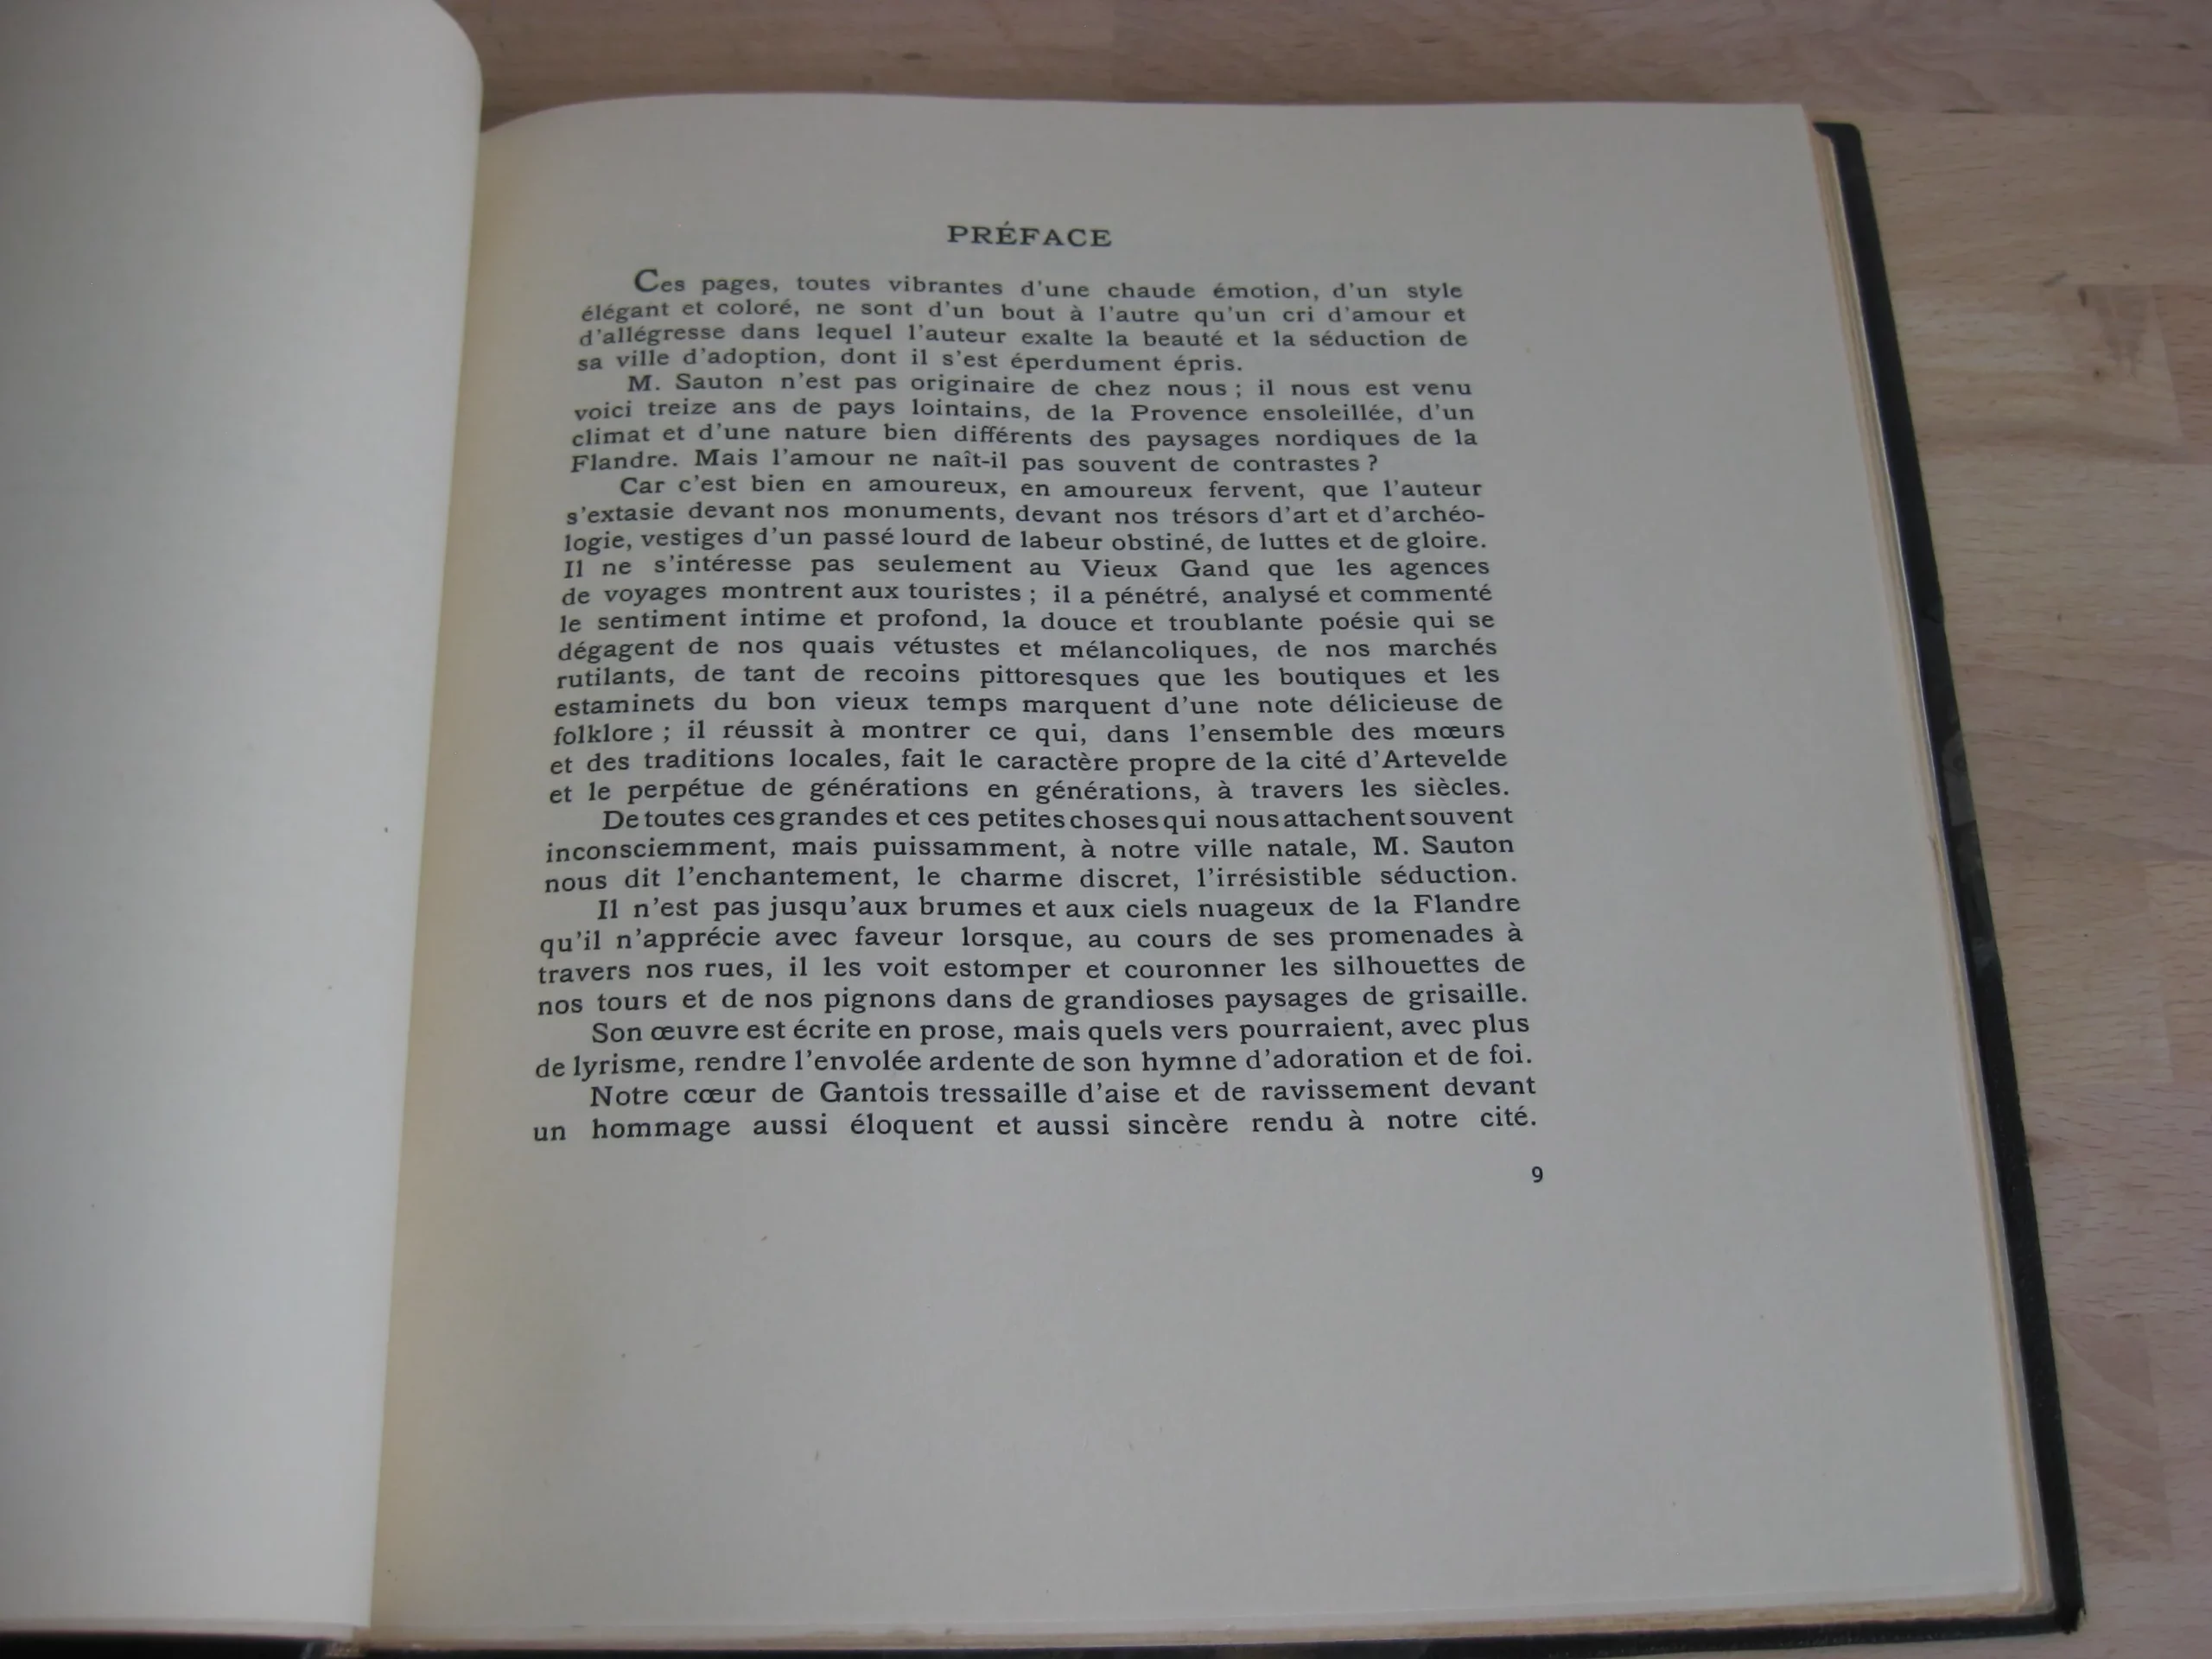 PRÉFACE
Ces pages, toutes vibrantes d'une chaude émotion, d'un style
élégant et coloré, ne sont d'un bout à l'autre qu'un cri d'amour et
d'allégresse dans lequel l'auteur exalte la beauté et la séduction de
sa ville d'adoption, dont il s'est éperdument épris.
M. Sauton n'est pas originaire de chez nous ; il nous est venu
voici treize ans de pays lointains, de la Provence ensoleillée, d'un
climat et d'une nature bien différents des paysages nordiques de la
Flandre. Mais l'amour ne naît-il pas souvent de contrastes ?
Car c'est bien en amoureux, en amoureux fervent, que l'auteur
s'extasie devant nos monuments, devant nos trésors d'art et d'archéo-
logie, vestiges d'un passé lourd de labeur obstiné, de luttes et de gloire.
Il ne s'intéresse pas seulement au Vieux Gand que les agences
de voyages montrent aux touristes ; il a pénétré, analysé et commenté
le sentiment intime et profond, la douce et troublante poésie qui se
dégagent de nos quais vétustes et mélancoliques, de nos marchés
rutilants, de tant de recoins pittoresques que les boutiques et les
estaminets du bon vieux temps marquent d'une note délicieuse de
folklore ; il réussit à montrer ce qui, dans l'ensemble des mœurs
et des traditions locales, fait le caractère propre de la cité d'Artevelde
et le perpétue de générations en générations, à travers les siècles.
De toutes ces grandes et ces petites choses qui nous attachent souvent
inconsciemment, mais puissamment, à notre ville natale, M. Sauton
nous dit l'enchantement, le charme discret, l'irrésistible séduction.
Il n'est pas jusqu'aux brumes et aux ciels nuageux de la Flandre
qu'il n'apprécie avec faveur lorsque, au cours de ses promenades à
travers nos rues, il les voit estomper et couronner les silhouettes de
nos tours et de nos pignons dans de grandioses paysages de grisaille.
Son œuvre est écrite en prose, mais quels vers pourraient, avec plus
de lyrisme, rendre l'envolée ardente de son hymne d'adoration et de foi.
Notre cœur de Gantois tressaille d'aise et de ravissement devant
un hommage aussi éloquent et aussi sincère rendu à notre cité.
9